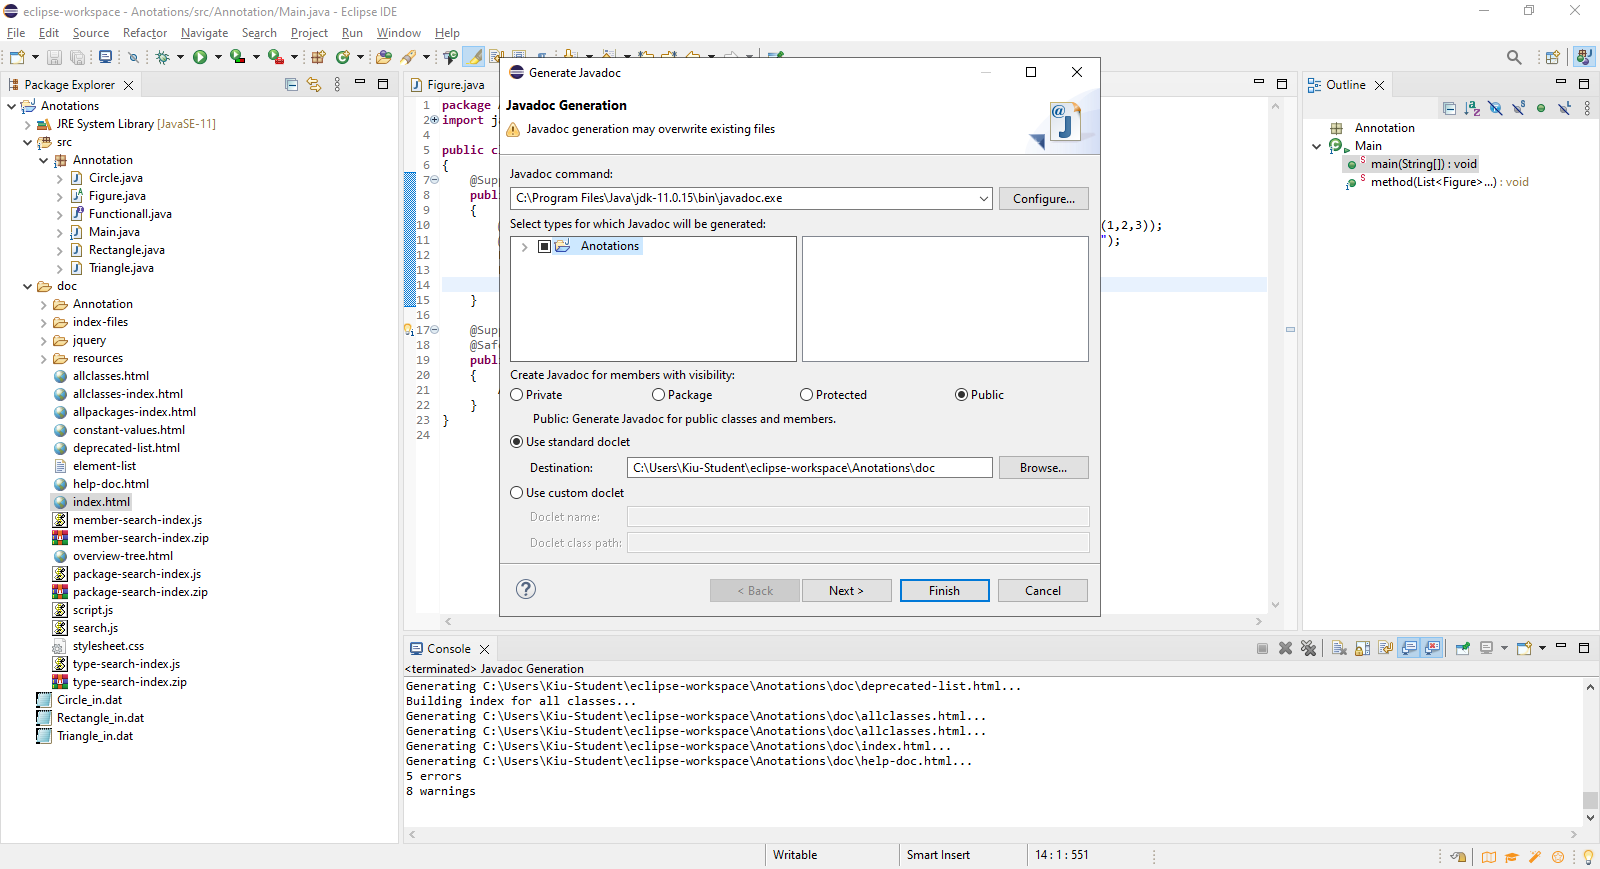 eclipse-workspace - Anotations/src/Annotation/Main.java - Eclipse IDE
File Edit Source Refactor Navigate Search Project Run Window Help
Package Explorer
Anotations
JRE System Library [JavaSE-11]
src
Annotation
Circle.java
Figure.java
Functionall.java
Main.java
Rectangle.java
Triangle.java
doc
Annotation
index-files
jquery
resources
allclasses.html
allclasses-index.html
allpackages-index.html
constant-values.html
deprecated-list.html
element-list
help-doc.html
index.html
member-search-index.js
member-search-index.zip
overview-tree.html
package-search-index.js
package-search-index.zip
script.js
search.js
stylesheet.css
type-search-index.js
type-search-index.zip
Circle_in.dat
Rectangle_in.dat
Triangle_in.dat
Figure.java
1 package
2 import
4
5 public
6 {
7 @Sup
8 publ
9 {
10 (1,2,3));
11 ");
12
13
14
15 }
16
17 @Sup
18 @Saf
19 publ
20 {
21
22 }
23 }
24
Generate Javadoc
Javadoc Generation
Javadoc generation may overwrite existing files
Javadoc command:
C:\Program Files\Java\jdk-11.0.15\bin\javadoc.exe
Configure...
Select types for which Javadoc will be generated:
Anotations
Create Javadoc for members with visibility:
Private Package Protected Public
Public: Generate Javadoc for public classes and members.
Use standard doclet
Destination: C:\Users\Kiu-Student\eclipse-workspace\Anotations\doc Browse...
Use custom doclet
Doclet name:
Doclet class path:
< Back Next > Finish Cancel
Outline
Annotation
Main
main(String[]) : void
method(List<Figure>...) : void
Console
<terminated> Javadoc Generation
Generating C:\Users\Kiu-Student\eclipse-workspace\Anotations\doc\deprecated-list.html...
Building index for all classes...
Generating C:\Users\Kiu-Student\eclipse-workspace\Anotations\doc\allclasses.html...
Generating C:\Users\Kiu-Student\eclipse-workspace\Anotations\doc\allclasses.html...
Generating C:\Users\Kiu-Student\eclipse-workspace\Anotations\doc\index.html...
Generating C:\Users\Kiu-Student\eclipse-workspace\Anotations\doc\help-doc.html...
5 errors
8 warnings
Writable Smart Insert 14 : 1 : 551